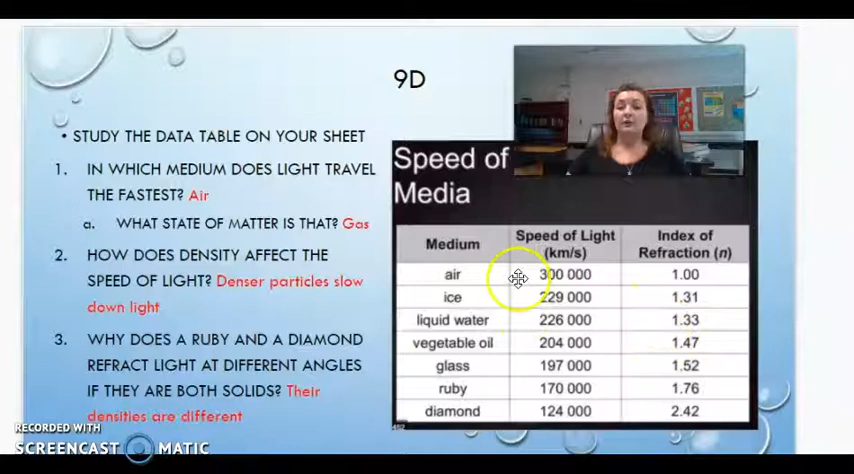 9D
• STUDY THE DATA TABLE ON YOUR SHEET
1. IN WHICH MEDIUM DOES LIGHT TRAVEL
THE FASTEST? Air
a. WHAT STATE OF MATTER IS THAT? Gas
2. HOW DOES DENSITY AFFECT THE
SPEED OF LIGHT? Denser particles slow
down light
3. WHY DOES A RUBY AND A DIAMOND
REFRACT LIGHT AT DIFFERENT ANGLES
IF THEY ARE BOTH SOLIDS? Their
densities are different
Speed of
Media
Medium Speed of Light (km/s) Index of Refraction (n)
air 300 000 1.00
ice 229 000 1.31
liquid water 226 000 1.33
vegetable oil 204 000 1.47
glass 197 000 1.52
ruby 170 000 1.76
diamond 124 000 2.42
RECORDED WITH
SCREENCAST MATIC